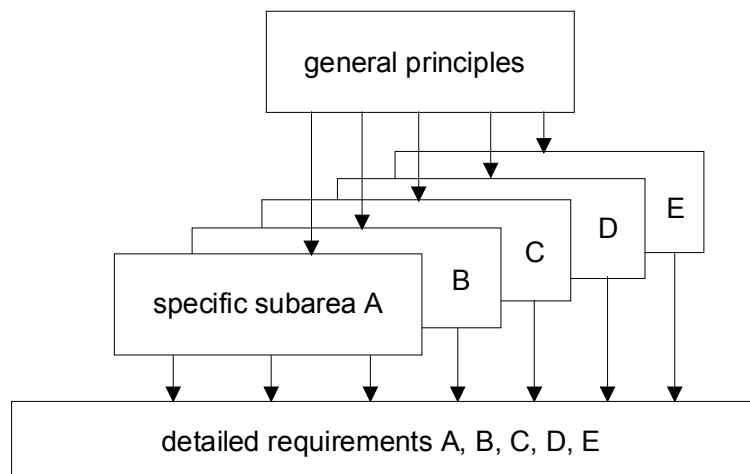 general principles
E
D
C
B
specific subarea A
detailed requirements A, B, C, D, E